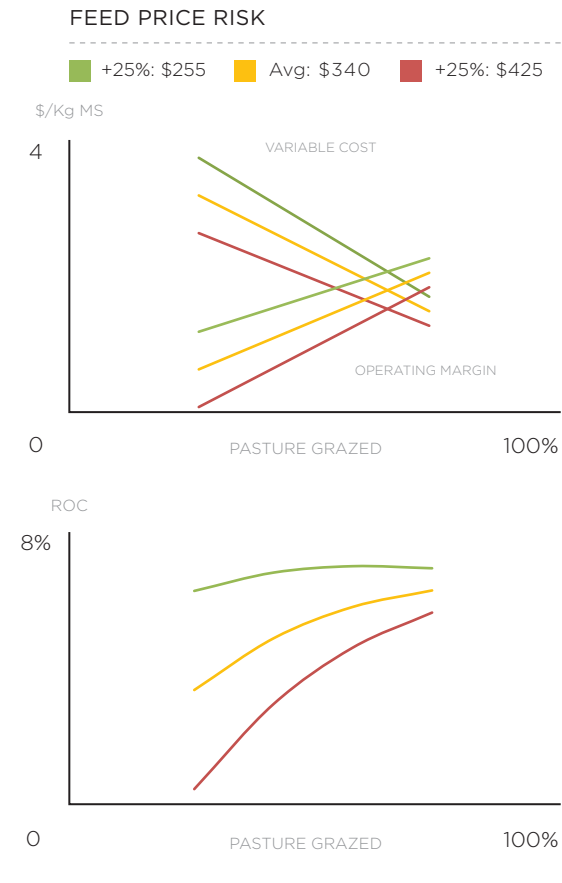 FEED PRICE RISK
+25%: $255 Avg: $340 +25%: $425
$/Kg MS
4
VARIABLE COST
OPERATING MARGIN
0 PASTURE GRAZED 100%
ROC
8%
0 PASTURE GRAZED 100%